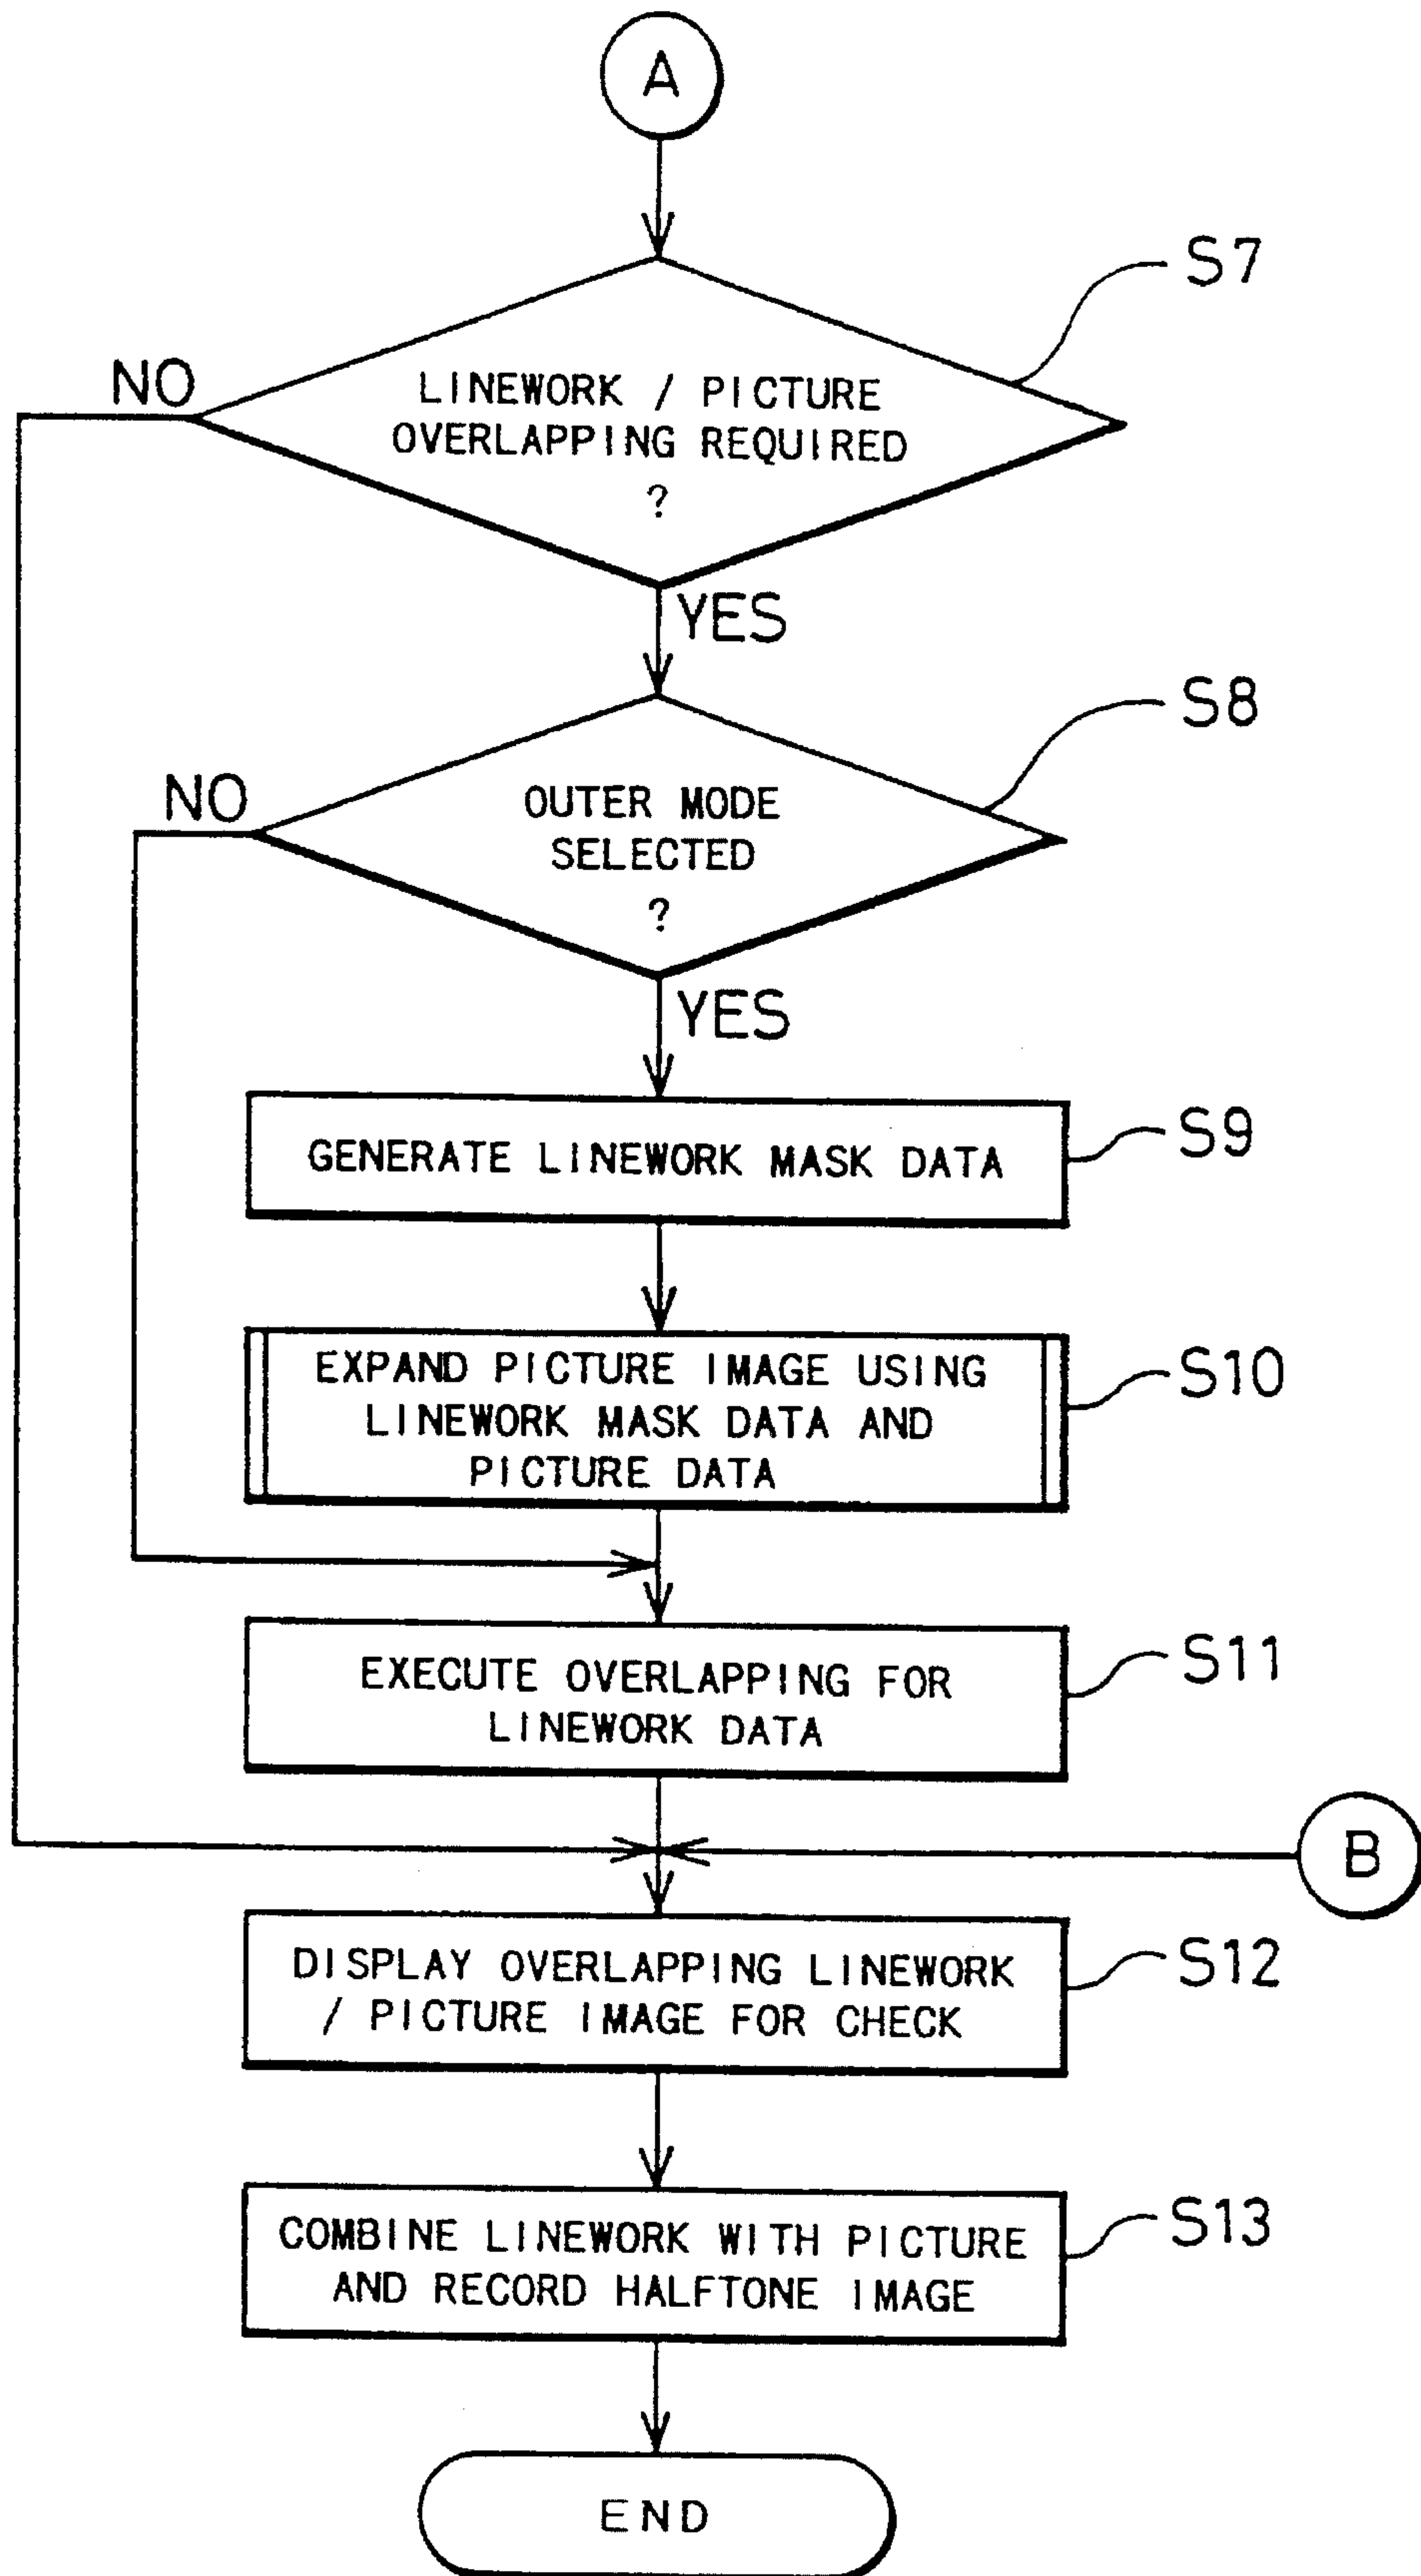 A
S7
NO
LINEWORK / PICTURE
OVERLAPPING REQUIRED
?
YES
S8
NO
OUTER MODE
SELECTED
?
YES
GENERATE LINEWORK MASK DATA
S9
EXPAND PICTURE IMAGE USING
LINEWORK MASK DATA AND
PICTURE DATA
S10
EXECUTE OVERLAPPING FOR
LINEWORK DATA
S11
B
DISPLAY OVERLAPPING LINEWORK
/ PICTURE IMAGE FOR CHECK
S12
COMBINE LINEWORK WITH PICTURE
AND RECORD HALFTONE IMAGE
S13
END